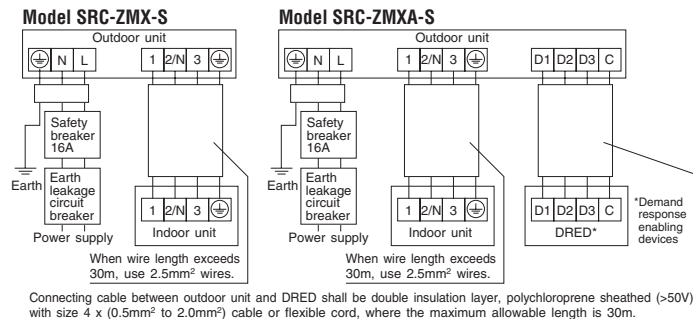 Model SRC-ZMX-S
Outdoor unit
N L
1 2/N 3
Safety
breaker
16A
Earth
Earth
leakage
circuit
breaker
Power supply
1 2/N 3
Indoor unit
When wire length exceeds
30m, use 2.5mm² wires.
Model SRC-ZMXA-S
Outdoor unit
N L
1 2/N 3
D1 D2 D3 C
Safety
breaker
16A
Earth
Earth
leakage
circuit
breaker
Power supply
1 2/N 3
Indoor unit
When wire length exceeds
30m, use 2.5mm² wires.
D1 D2 D3 C
DRED*
*Demand
response
enabling
devices
Connecting cable between outdoor unit and DRED shall be double insulation layer, polychloroprene sheathed (>50V)
with size 4 x (0.5mm² to 2.0mm²) cable or flexible cord, where the maximum allowable length is 30m.